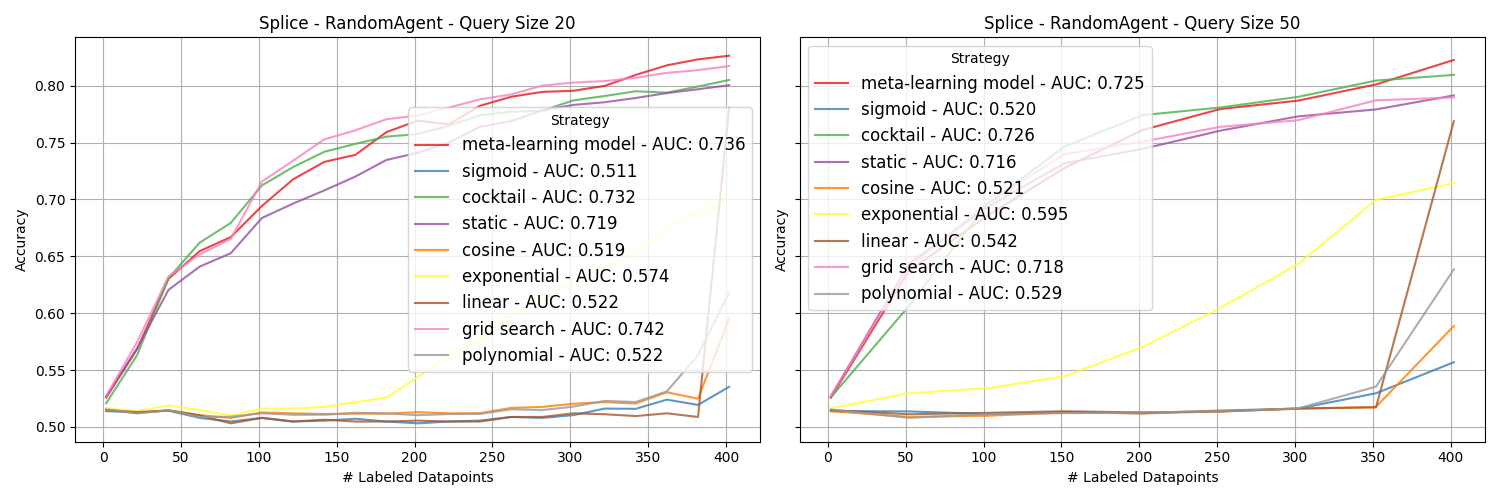 Splice - RandomAgent - Query Size 20
Accuracy
0.80
0.75
0.70
0.65
0.60
0.55
0.50
Strategy
meta-learning model - AUC: 0.736
sigmoid - AUC: 0.511
cocktail - AUC: 0.732
static - AUC: 0.719
cosine - AUC: 0.519
exponential - AUC: 0.574
linear - AUC: 0.522
grid search - AUC: 0.742
polynomial - AUC: 0.522
0 50 100 150 200 250 300 350 400
# Labeled Datapoints
Splice - RandomAgent - Query Size 50
Accuracy
Strategy
meta-learning model - AUC: 0.725
sigmoid - AUC: 0.520
cocktail - AUC: 0.726
static - AUC: 0.716
cosine - AUC: 0.521
exponential - AUC: 0.595
linear - AUC: 0.542
grid search - AUC: 0.718
polynomial - AUC: 0.529
0 50 100 150 200 250 300 350 400
# Labeled Datapoints